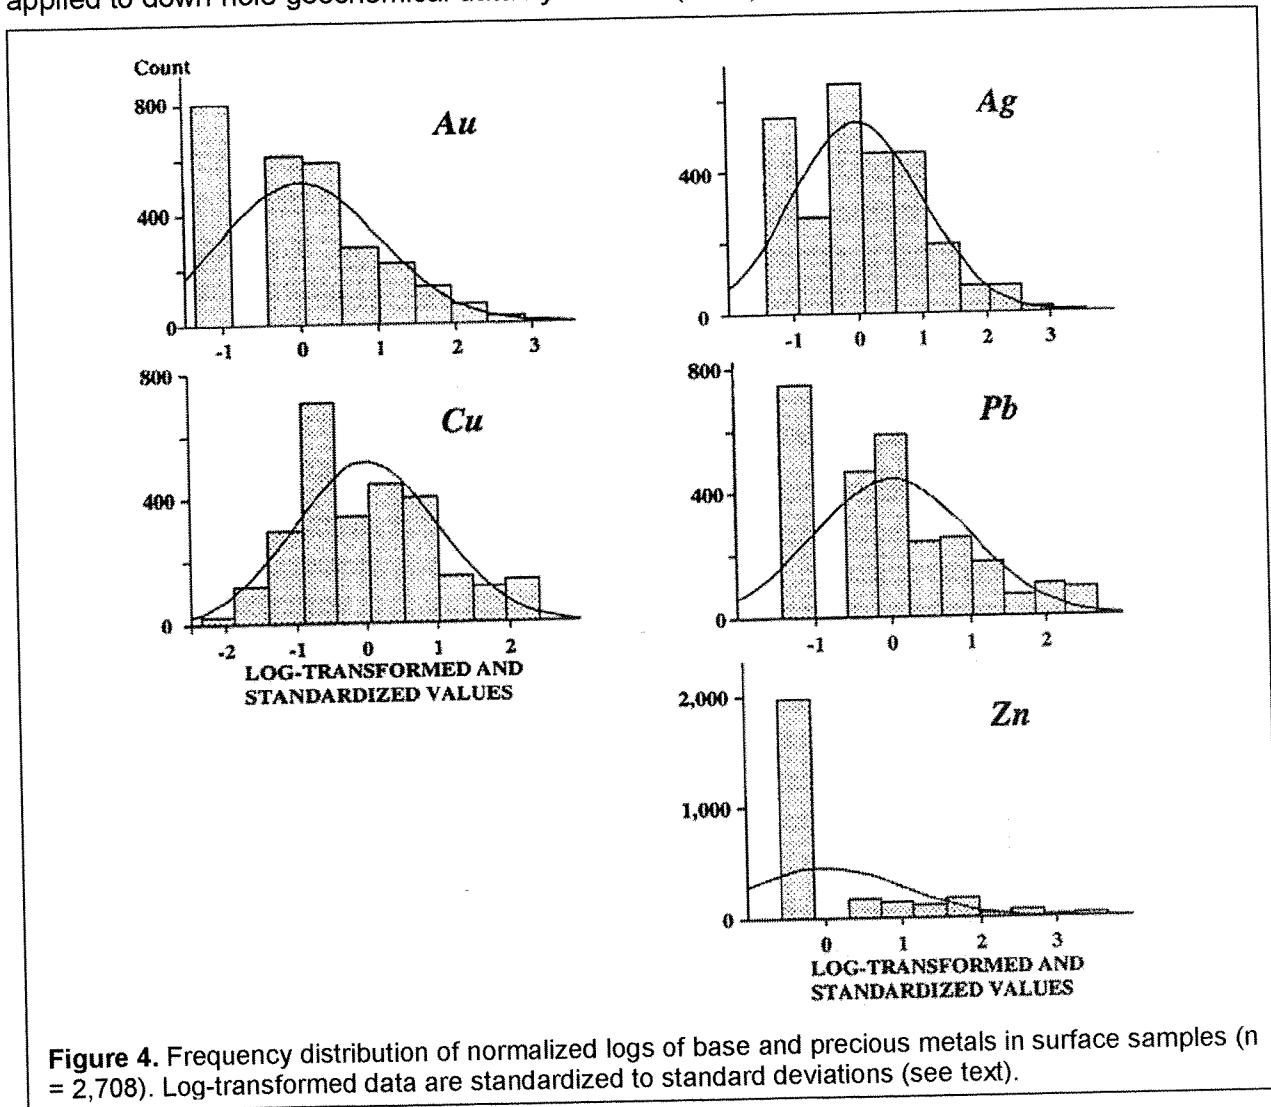 Count
Au
800
400
0
-1 0 1 2 3
Ag
400
0
-1 0 1 2 3
Cu
800
400
0
-2 -1 0 1 2
LOG-TRANSFORMED AND
STANDARDIZED VALUES
Pb
800
400
0
-1 0 1 2
Zn
2,000
1,000
0
0 1 2 3
LOG-TRANSFORMED AND
STANDARDIZED VALUES
Figure 4. Frequency distribution of normalized logs of base and precious metals in surface samples (n
= 2,708). Log-transformed data are standardized to standard deviations (see text).